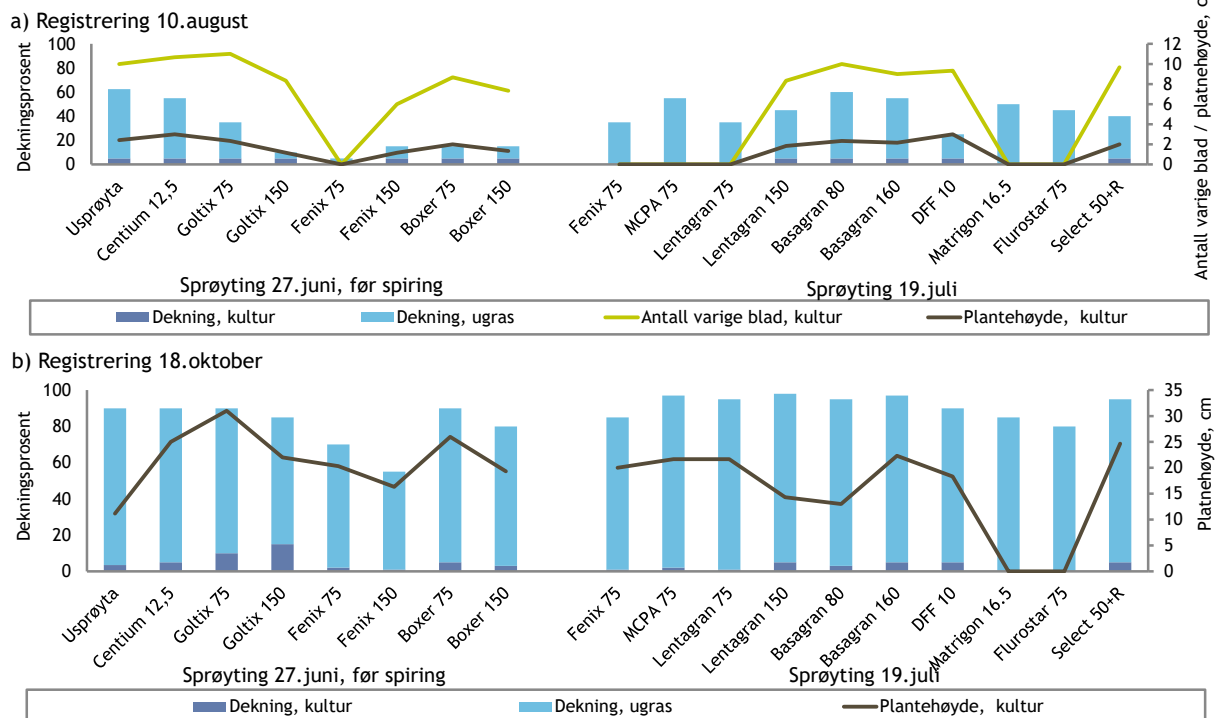 a) Registrering 10.august
Dekningsprosent
100
80
60
40
20
0
12
10
8
6
4
2
0
Antall varige blad / platnehøyde,
Usprøyta
Centium 12,5
Goltix 75
Goltix 150
Fenix 75
Fenix 150
Boxer 75
Boxer 150
Fenix 75
MCPA 75
Lentagran 75
Lentagran 150
Basagran 80
Basagran 160
DFF 10
Matrigon 16.5
Flurostar 75
Select 50+R
Sprøyting 27.juni, før spiring
Sprøyting 19.juli
Dekning, kultur
Dekning, ugras
Antall varige blad, kultur
Plantehøyde, kultur
b) Registrering 18.oktober
Dekningsprosent
100
80
60
40
20
0
35
30
25
20
15
10
5
0
Platnehøyde, cm
Usprøyta
Centium 12,5
Goltix 75
Goltix 150
Fenix 75
Fenix 150
Boxer 75
Boxer 150
Fenix 75
MCPA 75
Lentagran 75
Lentagran 150
Basagran 80
Basagran 160
DFF 10
Matrigon 16.5
Flurostar 75
Select 50+R
Sprøyting 27.juni, før spiring
Sprøyting 19.juli
Dekning, kultur
Dekning, ugras
Plantehøyde, kultur